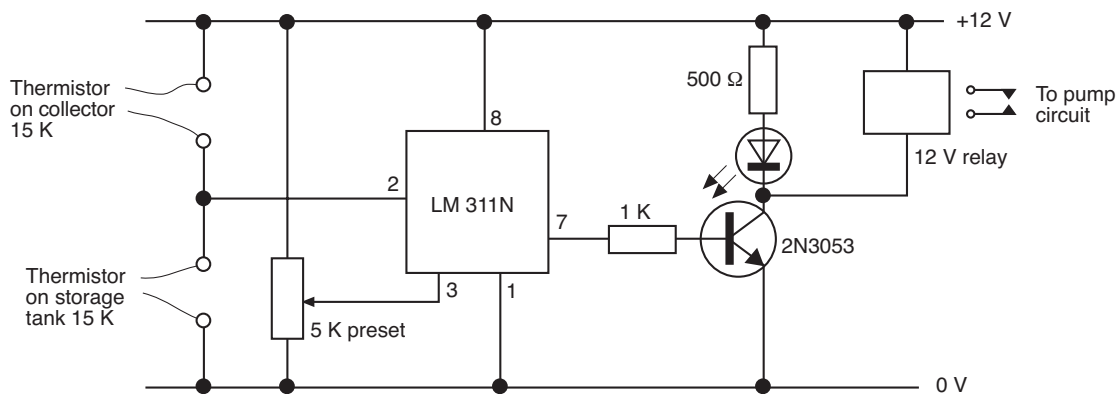 +12 V
Thermistor
on collector
15 K
500 Ω
To pump
circuit
8
12 V relay
2
LM 311N
7
1 K
2N3053
Thermistor
on storage
tank 15 K
3
1
5 K preset
0 V